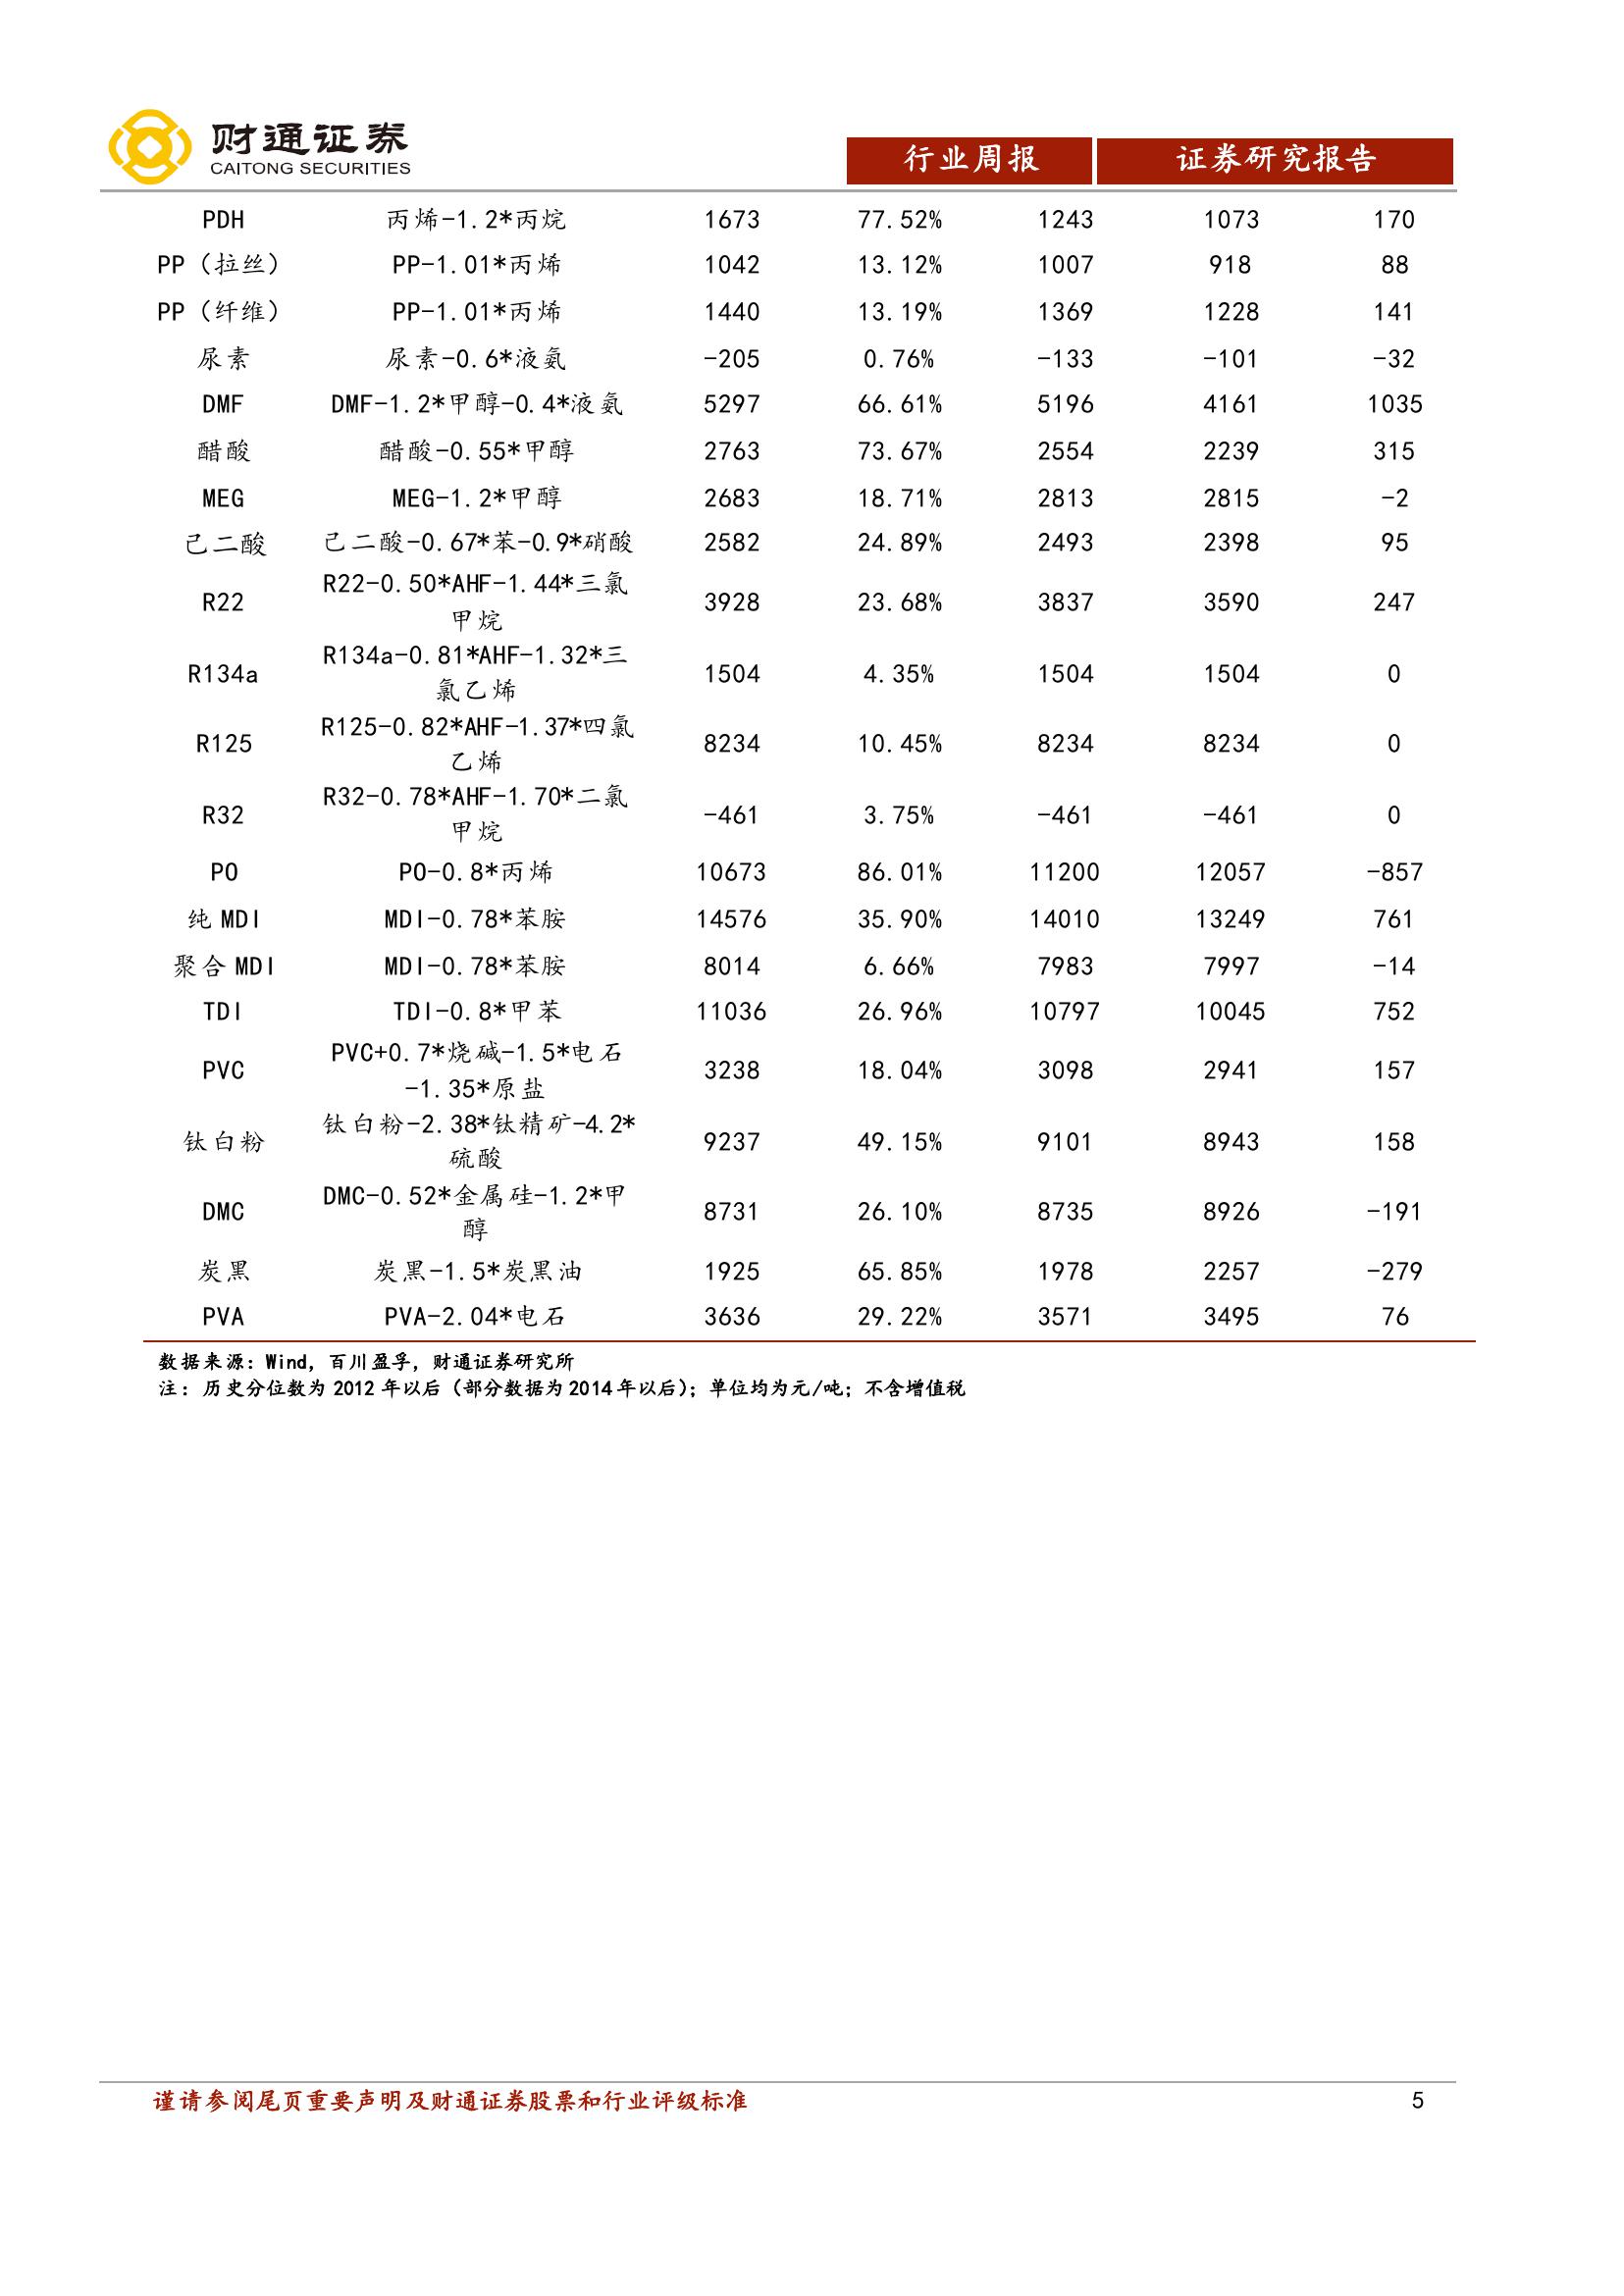 财通证券
CAITONG SECURITIES
行业周报 证券研究报告
PDH 丙烯-1.2*丙烷 1673 77.52% 1243 1073 170
PP（拉丝） PP-1.01*丙烯 1042 13.12% 1007 918 88
PP（纤维） PP-1.01*丙烯 1440 13.19% 1369 1228 141
尿素 尿素-0.6*液氨 -205 0.76% -133 -101 -32
DMF DMF-1.2*甲醇-0.4*液氨 5297 66.61% 5196 4161 1035
醋酸 醋酸-0.55*甲醇 2763 73.67% 2554 2239 315
MEG MEG-1.2*甲醇 2683 18.71% 2813 2815 -2
己二酸 己二酸-0.67*苯-0.9*硝酸 2582 24.89% 2493 2398 95
R22 R22-0.50*AHF-1.44*三氯
甲烷 3928 23.68% 3837 3590 247
R134a R134a-0.81*AHF-1.32*三
氯乙烯 1504 4.35% 1504 1504 0
R125 R125-0.82*AHF-1.37*四氯
乙烯 8234 10.45% 8234 8234 0
R32 R32-0.78*AHF-1.70*二氯
甲烷 -461 3.75% -461 -461 0
PO PO-0.8*丙烯 10673 86.01% 11200 12057 -857
纯 MDI MDI-0.78*苯胺 14576 35.90% 14010 13249 761
聚合 MDI MDI-0.78*苯胺 8014 6.66% 7983 7997 -14
TDI TDI-0.8*甲苯 11036 26.96% 10797 10045 752
PVC PVC+0.7*烧碱-1.5*电石
-1.35*原盐 3238 18.04% 3098 2941 157
钛白粉 钛白粉-2.38*钛精矿-4.2*
硫酸 9237 49.15% 9101 8943 158
DMC DMC-0.52*金属硅-1.2*甲
醇 8731 26.10% 8735 8926 -191
炭黑 炭黑-1.5*炭黑油 1925 65.85% 1978 2257 -279
PVA PVA-2.04*电石 3636 29.22% 3571 3495 76
数据来源：Wind，百川盈孚，财通证券研究所
注：历史分位数为 2012 年以后（部分数据为 2014 年以后）；单位均为元/吨；不含增值税
谨请参阅尾页重要声明及财通证券股票和行业评级标准 5